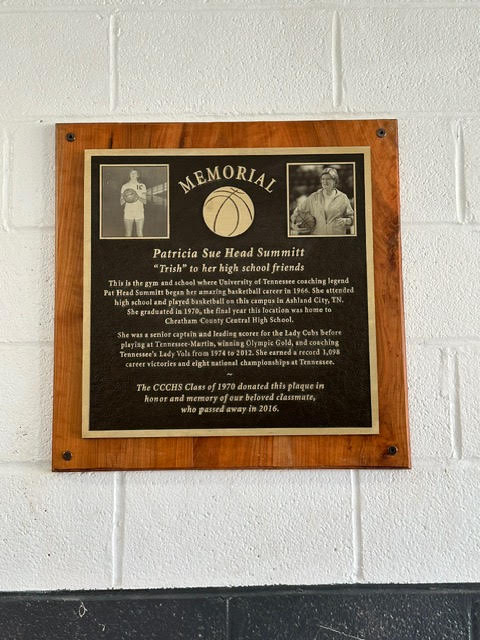 MEMORIAL
Patricia Sue Head Summitt
"Trish" to her high school friends
This is the gym and school where University of Tennessee coaching legend
Pat Head Summitt began her amazing basketball career in 1966. She attended
high school and played basketball on this campus in Ashland City, TN.
She graduated in 1970, the final year this location was home to
Cheatham County Central High School.
She was a senior captain and leading scorer for the Lady Cubs before
playing at Tennessee-Martin, winning Olympic Gold, and coaching
Tennessee's Lady Vols from 1974 to 2012. She earned a record 1,098
career victories and eight national championships at Tennessee.
~
The CCCHS Class of 1970 donated this plaque in
honor and memory of our beloved classmate,
who passed away in 2016.